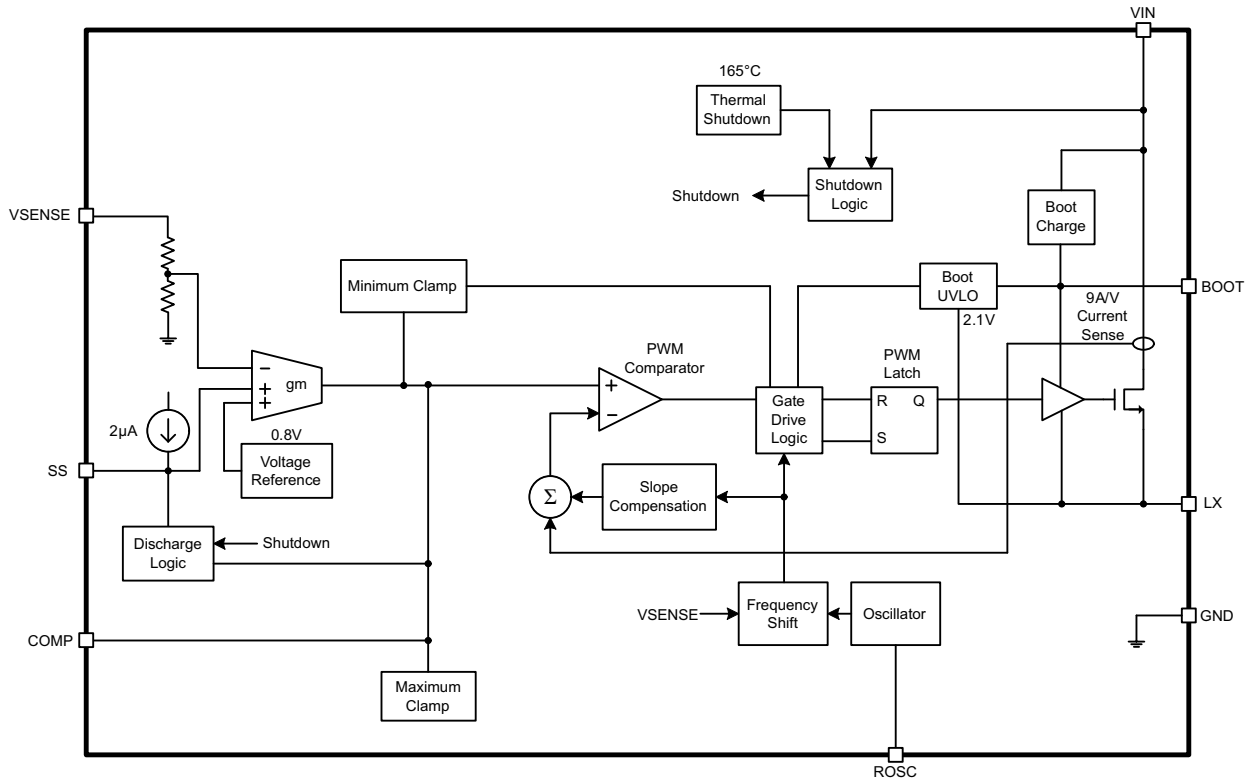 VIN
165°C
Thermal
Shutdown
Shutdown
Shutdown
Logic
Boot
Charge
VSENSE
Minimum Clamp
Boot
UVLO
2.1V
BOOT
9A/V
Current
Sense
PWM
Comparator
PWM
Latch
−
+
+
gm
+
−
Gate
Drive
Logic
R
Q
S
2µA
0.8V
Voltage
Reference
SS
Σ
Slope
Compensation
LX
Discharge
Logic
Shutdown
VSENSE
Frequency
Shift
Oscillator
GND
COMP
Maximum
Clamp
ROSC